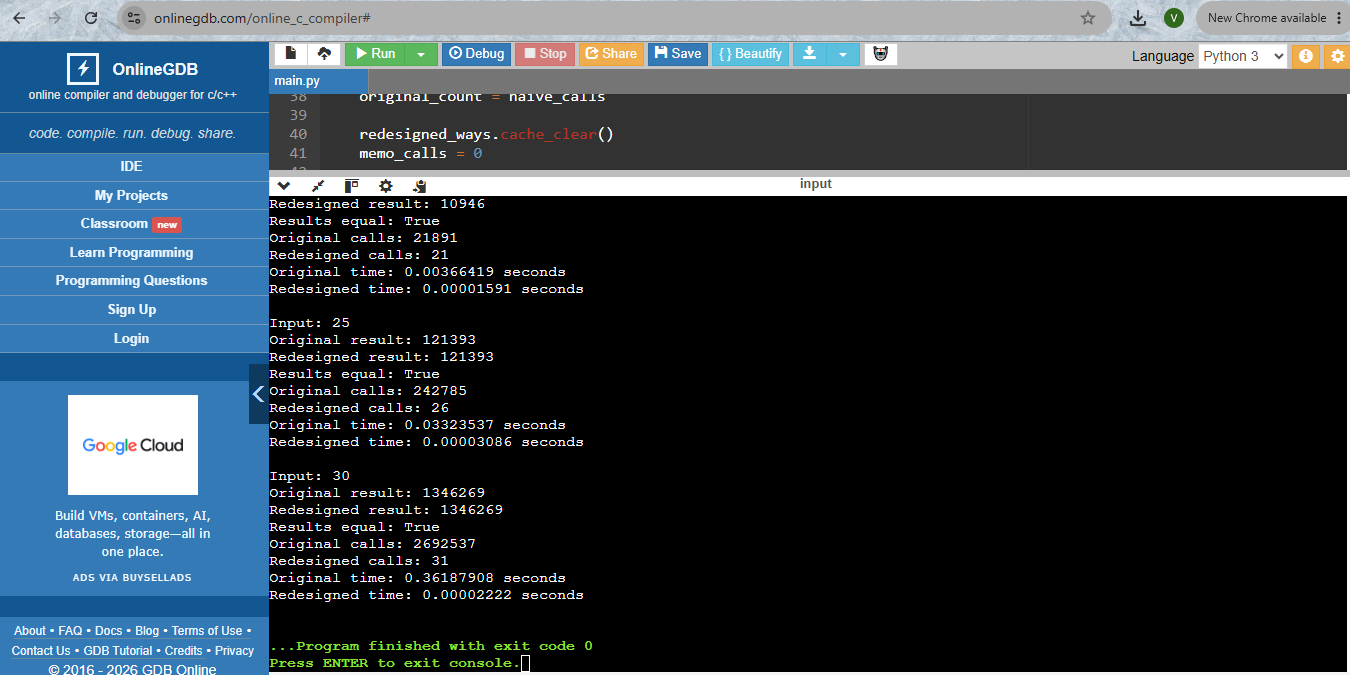 onlinegdb.com/online_c_compiler#
V
New Chrome available
OnlineGDB
online compiler and debugger for c/c++
code. compile. run. debug. share.
IDE
My Projects
Classroom new
Learn Programming
Programming Questions
Sign Up
Login
Google Cloud
Build VMs, containers, AI,
databases, storage—all in
one place.
ADS VIA BUYSELLADS
About • FAQ • Docs • Blog • Terms of Use •
Contact Us • GDB Tutorial • Credits • Privacy
© 2016 - 2026 GDB Online
Run Debug Stop Share Save { } Beautify Language Python 3
main.py
38 original_count = naive_calls
39
40 redesigned_ways.cache_clear()
41 memo_calls = 0
input
Redesigned result: 10946
Results equal: True
Original calls: 21891
Redesigned calls: 21
Original time: 0.00366419 seconds
Redesigned time: 0.00001591 seconds
Input: 25
Original result: 121393
Redesigned result: 121393
Results equal: True
Original calls: 242785
Redesigned calls: 26
Original time: 0.03323537 seconds
Redesigned time: 0.00003086 seconds
Input: 30
Original result: 1346269
Redesigned result: 1346269
Results equal: True
Original calls: 2692537
Redesigned calls: 31
Original time: 0.36187908 seconds
Redesigned time: 0.00002222 seconds
...Program finished with exit code 0
Press ENTER to exit console.